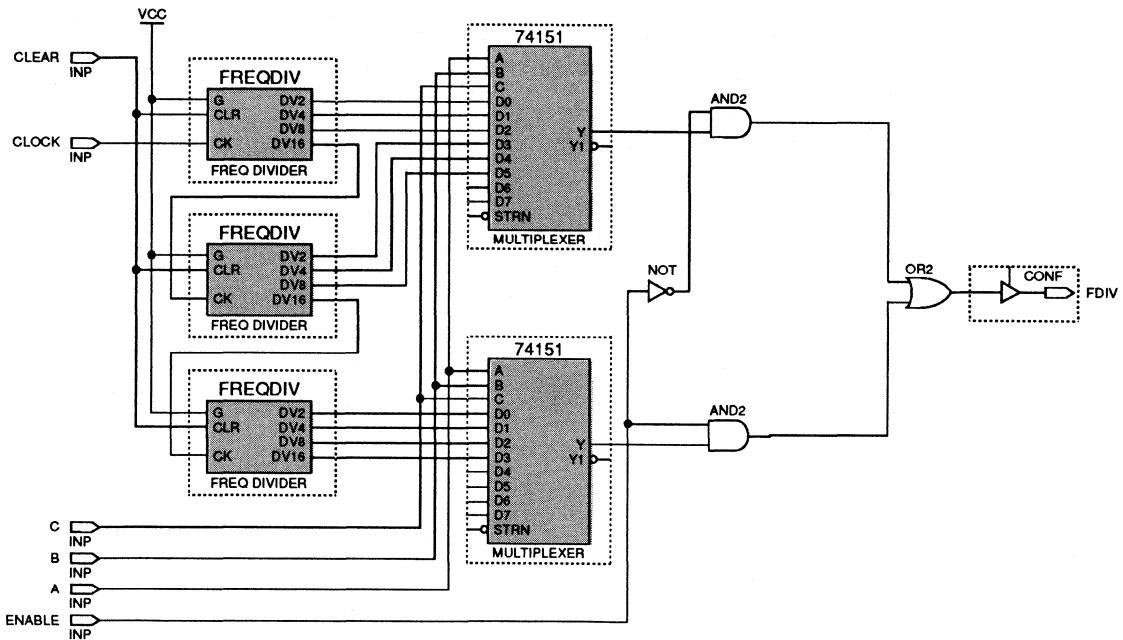 VCC
CLEAR
INP
CLOCK
INP
FREQDIV
G DV2
CLR DV4
DV8
CK DV16
FREQ DIVIDER
FREQDIV
G DV2
CLR DV4
DV8
CK DV16
FREQ DIVIDER
FREQDIV
G DV2
CLR DV4
DV8
CK DV16
FREQ DIVIDER
74151
A
B
C
D0
D1
D2 Y
D3 Y1
D4
D5
D6
D7
STRN
MULTIPLEXER
74151
A
B
C
D0
D1
D2 Y
D3 Y1
D4
D5
D6
D7
STRN
MULTIPLEXER
AND2
NOT
AND2
OR2
CONF
FDIV
C
INP
B
INP
A
INP
ENABLE
INP